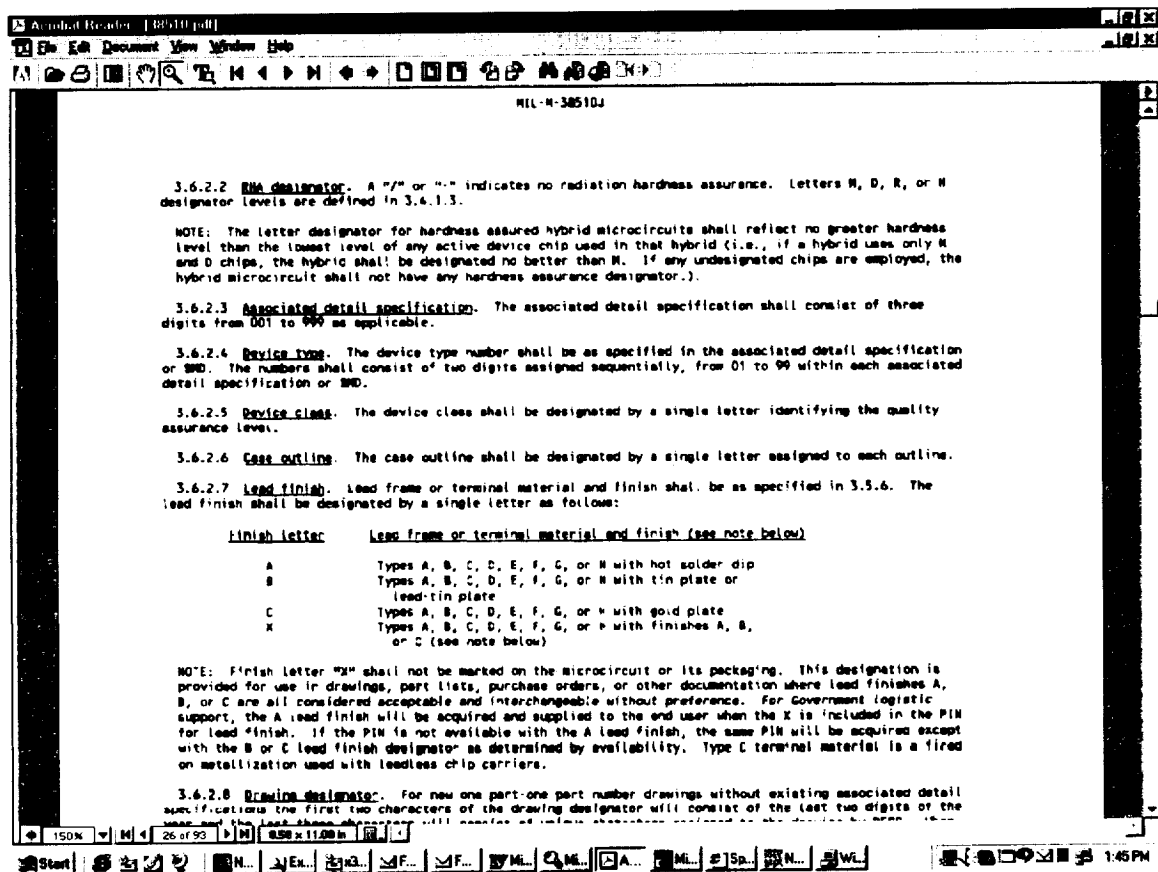 Acrobat Reader - [38510.pdf]
File Edit Document View Window Help
MIL-M-38510J
3.6.2.2 RHA designator. A "/" or "-" indicates no radiation hardness assurance. Letters M, D, R, or H
designator levels are defined in 3.4.1.3.
NOTE: The letter designator for hardness assured hybrid microcircuits shall reflect no greater hardness
level than the lowest level of any active device chip used in that hybrid (i.e., if a hybrid uses only M
and D chips, the hybrid shall be designated no better than M. If any undesignated chips are employed, the
hybrid microcircuit shall not have any hardness assurance designator.).
3.6.2.3 Associated detail specification. The associated detail specification shall consist of three
digits from 001 to 999 as applicable.
3.6.2.4 Device type. The device type number shall be as specified in the associated detail specification
or SMD. The numbers shall consist of two digits assigned sequentially, from 01 to 99 within each associated
detail specification or SMD.
3.6.2.5 Device class. The device class shall be designated by a single letter identifying the quality
assurance level.
3.6.2.6 Case outline. The case outline shall be designated by a single letter assigned to each outline.
3.6.2.7 Lead finish. Lead frame or terminal material and finish shall be as specified in 3.5.6. The
lead finish shall be designated by a single letter as follows:
Finish letter Lead frame or terminal material and finish (see note below)
A Types A, B, C, D, E, F, G, or H with hot solder dip
B Types A, B, C, D, E, F, G, or H with tin plate or
lead-tin plate
C Types A, B, C, D, E, F, G, or H with gold plate
X Types A, B, C, D, E, F, G, or H with finishes A, B,
or C (see note below)
NOTE: Finish letter "X" shall not be marked on the microcircuit or its packaging. This designation is
provided for use in drawings, part lists, purchase orders, or other documentation where lead finishes A,
B, or C are all considered acceptable and interchangeable without preference. For Government logistic
support, the A lead finish will be acquired and supplied to the end user when the X is included in the PIN
for lead finish. If the PIN is not available with the A lead finish, the same PIN will be acquired except
with the B or C lead finish designator as determined by availability. Type C terminal material is a fired
on metallization used with leadless chip carriers.
3.6.2.8 Drawing designator. For new one part-one part number drawings without existing associated detail
specifications the first two characters of the drawing designator will consist of the last two digits of the
150% 26 of 93 8.50 x 11.00 in
Start N... Ex... x3... F... F... Mi... Mi... A... Mi... Sp... N... Wi... 1:45 PM